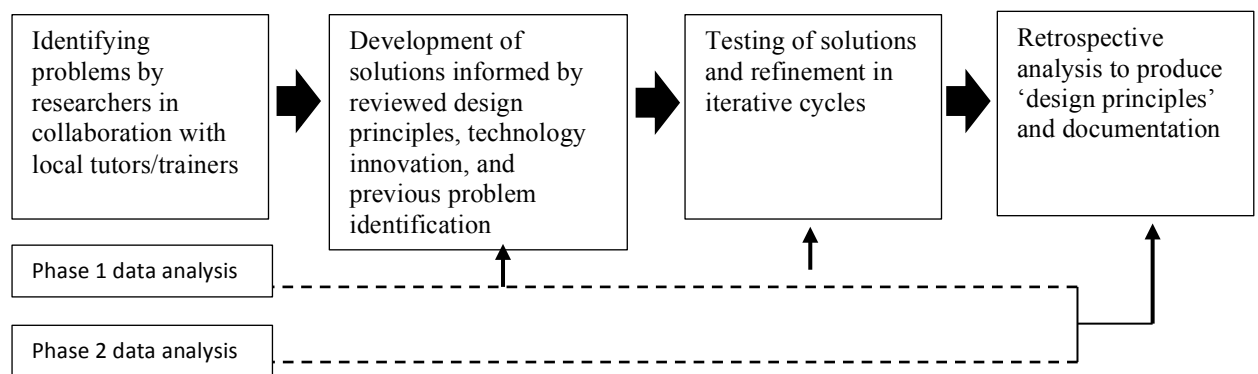 Identifying
problems by
researchers in
collaboration with
local tutors/trainers
Development of
solutions informed by
reviewed design
principles, technology
innovation, and
previous problem
identification
Testing of solutions
and refinement in
iterative cycles
Retrospective
analysis to produce
‘design principles’
and documentation
Phase 1 data analysis
Phase 2 data analysis